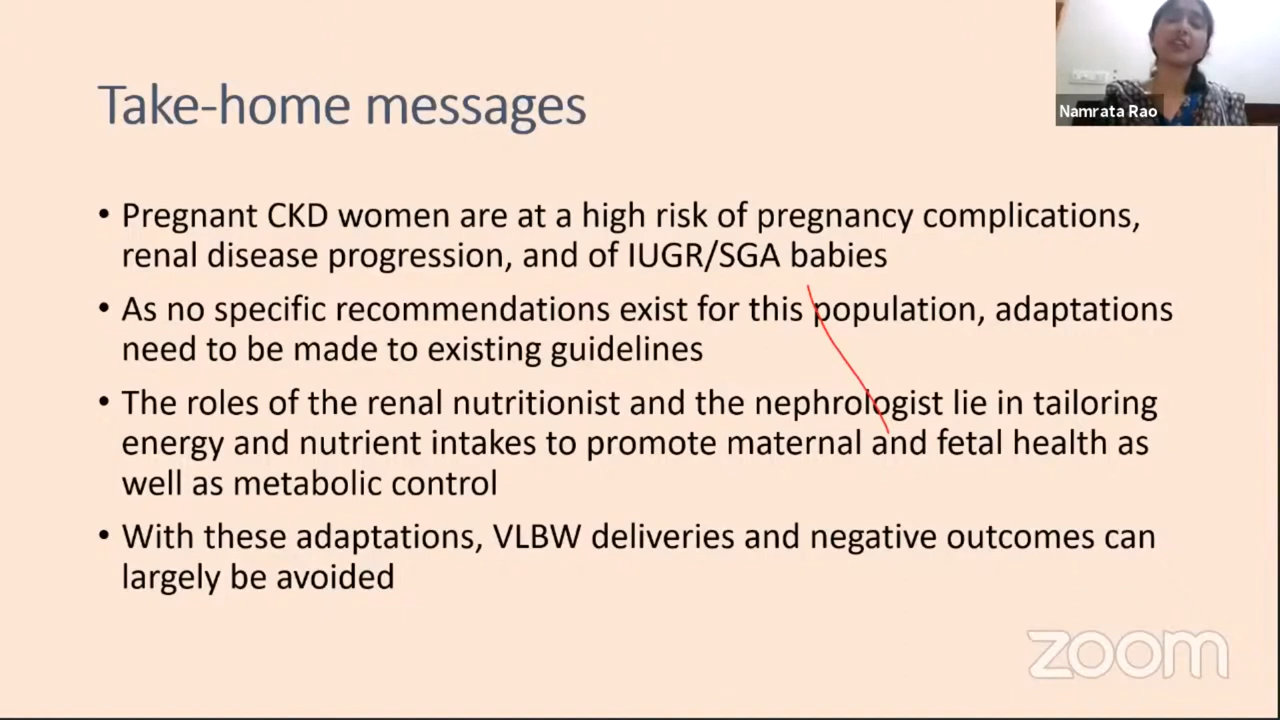 Namrata Rao
Take-home messages
• Pregnant CKD women are at a high risk of pregnancy complications,
renal disease progression, and of IUGR/SGA babies
• As no specific recommendations exist for this population, adaptations
need to be made to existing guidelines
• The roles of the renal nutritionist and the nephrologist lie in tailoring
energy and nutrient intakes to promote maternal and fetal health as
well as metabolic control
• With these adaptations, VLBW deliveries and negative outcomes can
largely be avoided
zoom